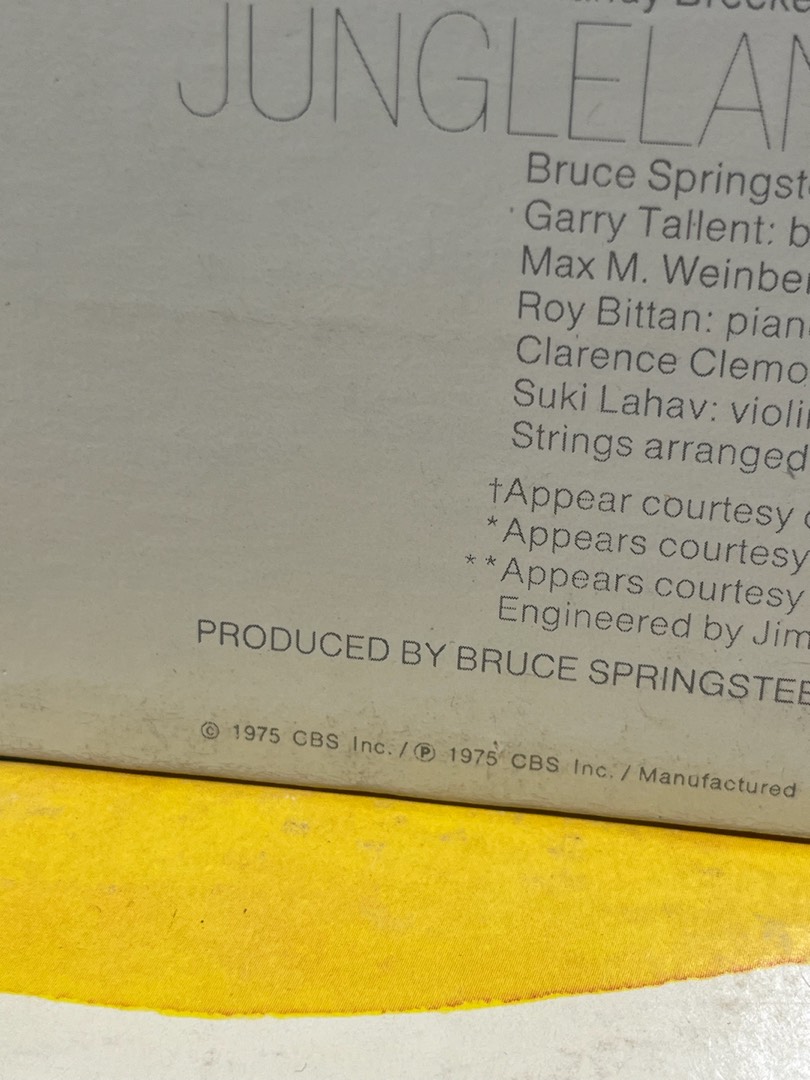 JUNGLELAN
Bruce Springst
Garry Tallent: b
Max M. Weinber
Roy Bittan: pian
Clarence Clemo
Suki Lahav: violi
Strings arranged
†Appear courtesy
*Appears courtesy
**Appears courtesy
Engineered by Jim
PRODUCED BY BRUCE SPRINGSTEE
© 1975 CBS Inc. / ℗ 1975 CBS Inc. / Manufactured